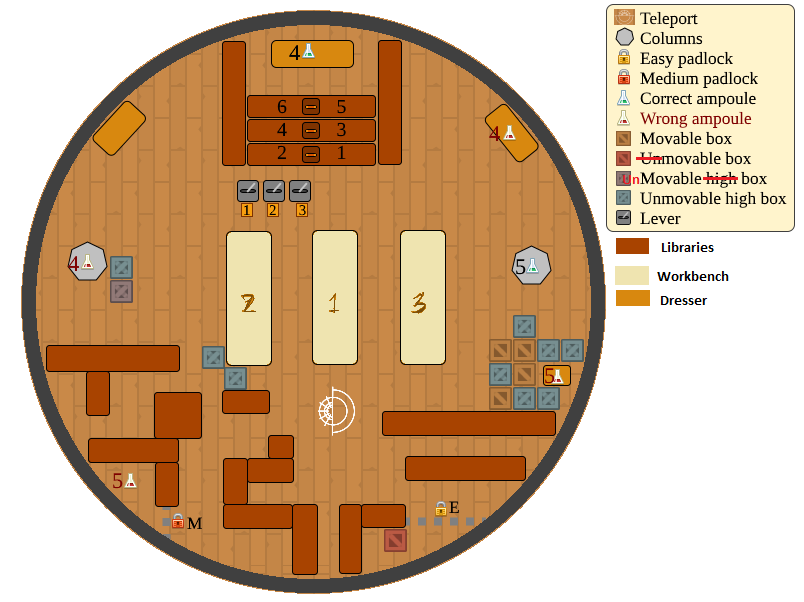 4
6 5
4 3
2 1
1 2 3
4
4
5
2 1 3
5
5
M
E
Teleport
Columns
Easy padlock
Medium padlock
Correct ampoule
Wrong ampoule
Movable box
Unmovable box
Un Movable high box
Unmovable high box
Lever
Libraries
Workbench
Dresser